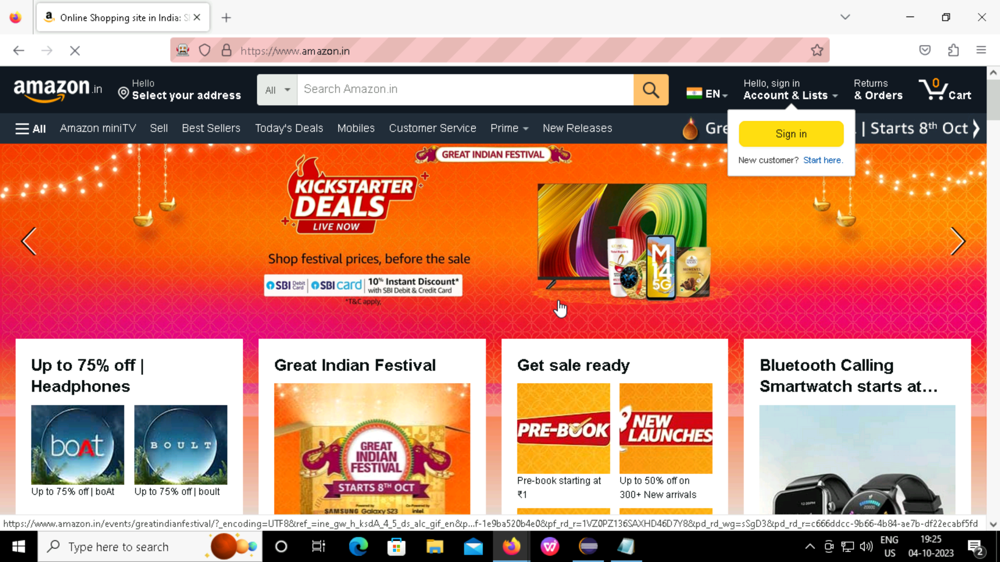 Online Shopping site in India: S
https://www.amazon.in
amazon.in
Hello
Select your address
All
Search Amazon.in
EN
Hello, sign in
Account & Lists
Returns
& Orders
0
Cart
All
Amazon miniTV
Sell
Best Sellers
Today's Deals
Mobiles
Customer Service
Prime
New Releases
Gre
| Starts 8th Oct
Sign in
New customer? Start here.
GREAT INDIAN FESTIVAL
KICKSTARTER
DEALS
LIVE NOW
Shop festival prices, before the sale
SBI Debit Card | SBI card | 10% Instant Discount*
with SBI Debit & Credit Card
*T&C apply.
M
14
5G
MOMENTS
Up to 75% off |
Headphones
boAt
BOULT
Up to 75% off | boAt
Up to 75% off | boult
Great Indian Festival
GREAT
INDIAN
FESTIVAL
STARTS 8TH OCT
Powered by
SAMSUNG Galaxy S23
Co-Powered by
intel
Get sale ready
PRE-BOOK
NEW
LAUNCHES
Pre-book starting at
₹1
Up to 50% off on
300+ New arrivals
Bluetooth Calling
Smartwatch starts at...
https://www.amazon.in/events/greatindianfestival/?_encoding=UTF8&ref_=ine_gw_h_ksdA_4_5_ds_alc_gif_en&p...f-1e9ba520b4e0&pf_rd_r=1VZ0PZ136SAXHD46D7Y8&pd_rd_wg=sSgD3&pd_rd_r=c666ddcc-9b66-4b84-ae7b-df22ecabf5fd
Type here to search
ENG
US
19:25
04-10-2023
2